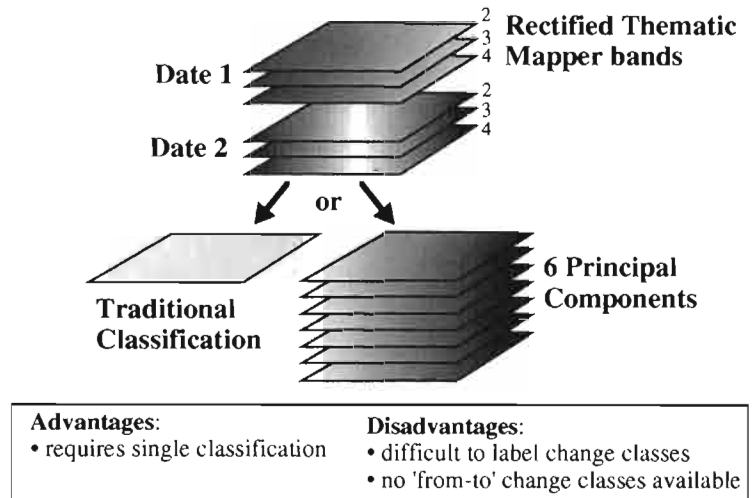 Rectified Thematic
Mapper bands
2
3
4
Date 1
2
3
4
Date 2
or
Traditional
Classification
6 Principal
Components
Advantages:
• requires single classification
Disadvantages:
• difficult to label change classes
• no 'from-to' change classes available